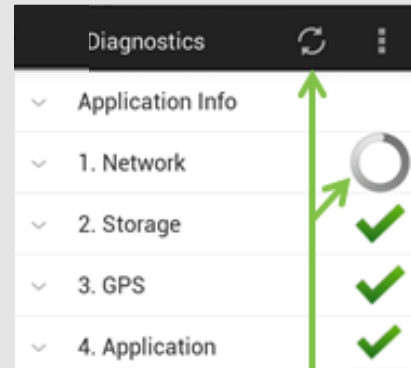 Diagnostics
Application Info
1. Network
2. Storage
3. GPS
4. Application